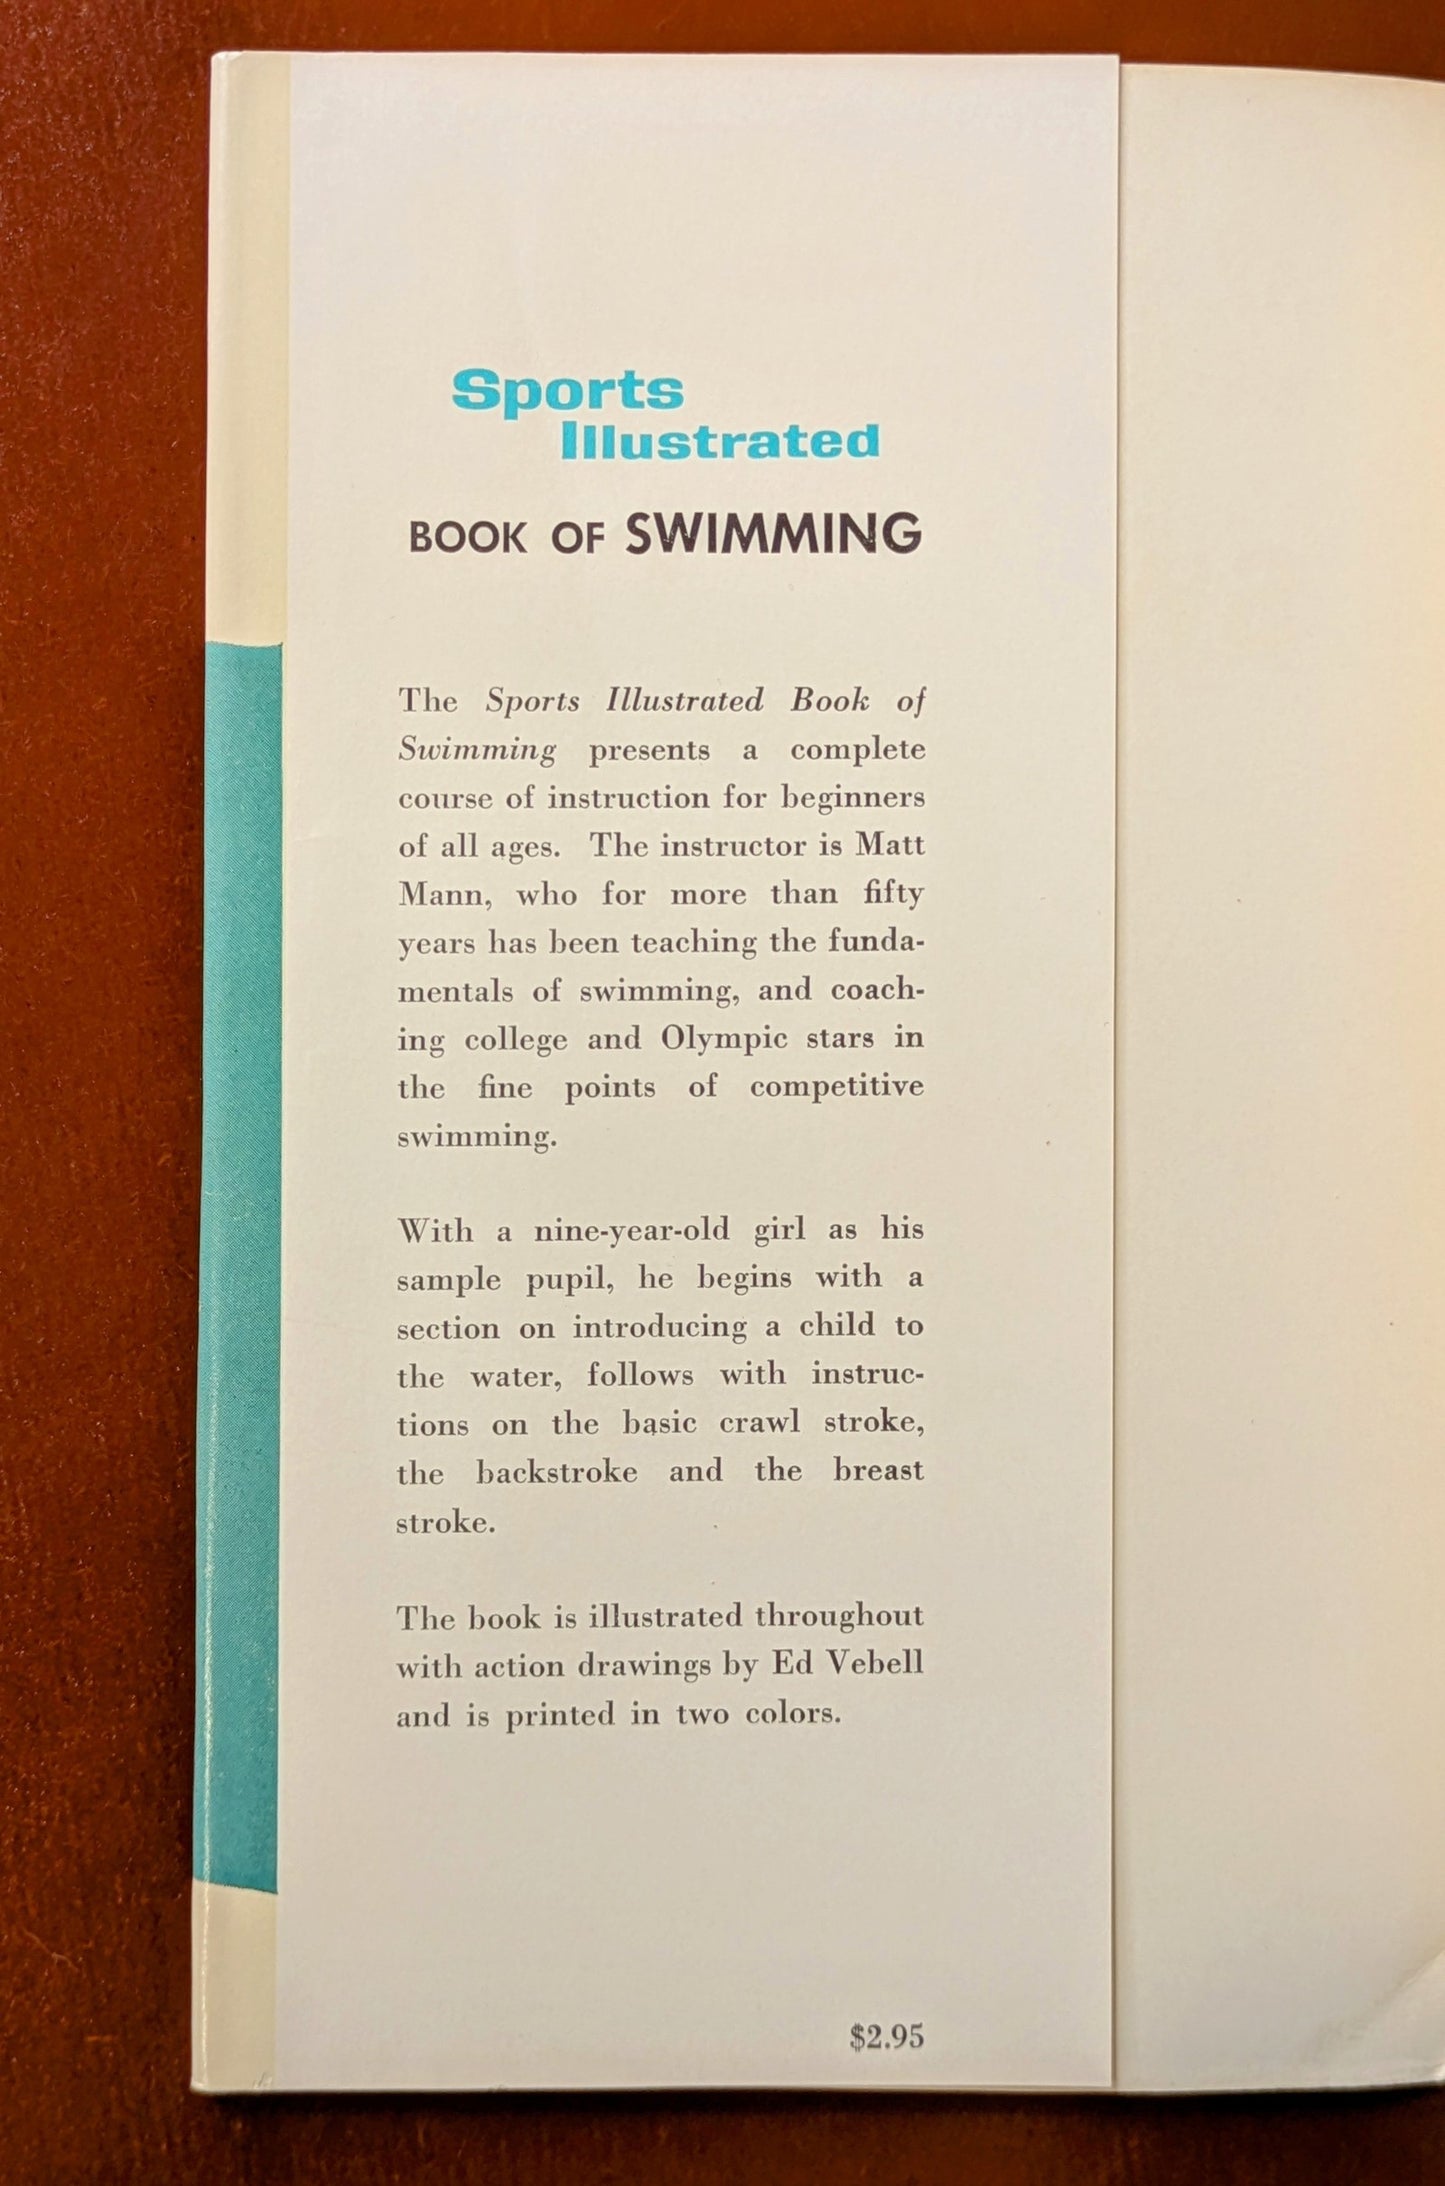 Sports
Illustrated
BOOK OF SWIMMING
The Sports Illustrated Book of
Swimming presents a complete
course of instruction for beginners
of all ages. The instructor is Matt
Mann, who for more than fifty
years has been teaching the funda-
mentals of swimming, and coach-
ing college and Olympic stars in
the fine points of competitive
swimming.
With a nine-year-old girl as his
sample pupil, he begins with a
section on introducing a child to
the water, follows with instruc-
tions on the basic crawl stroke,
the backstroke and the breast
stroke.
The book is illustrated throughout
with action drawings by Ed Vebell
and is printed in two colors.
$2.95